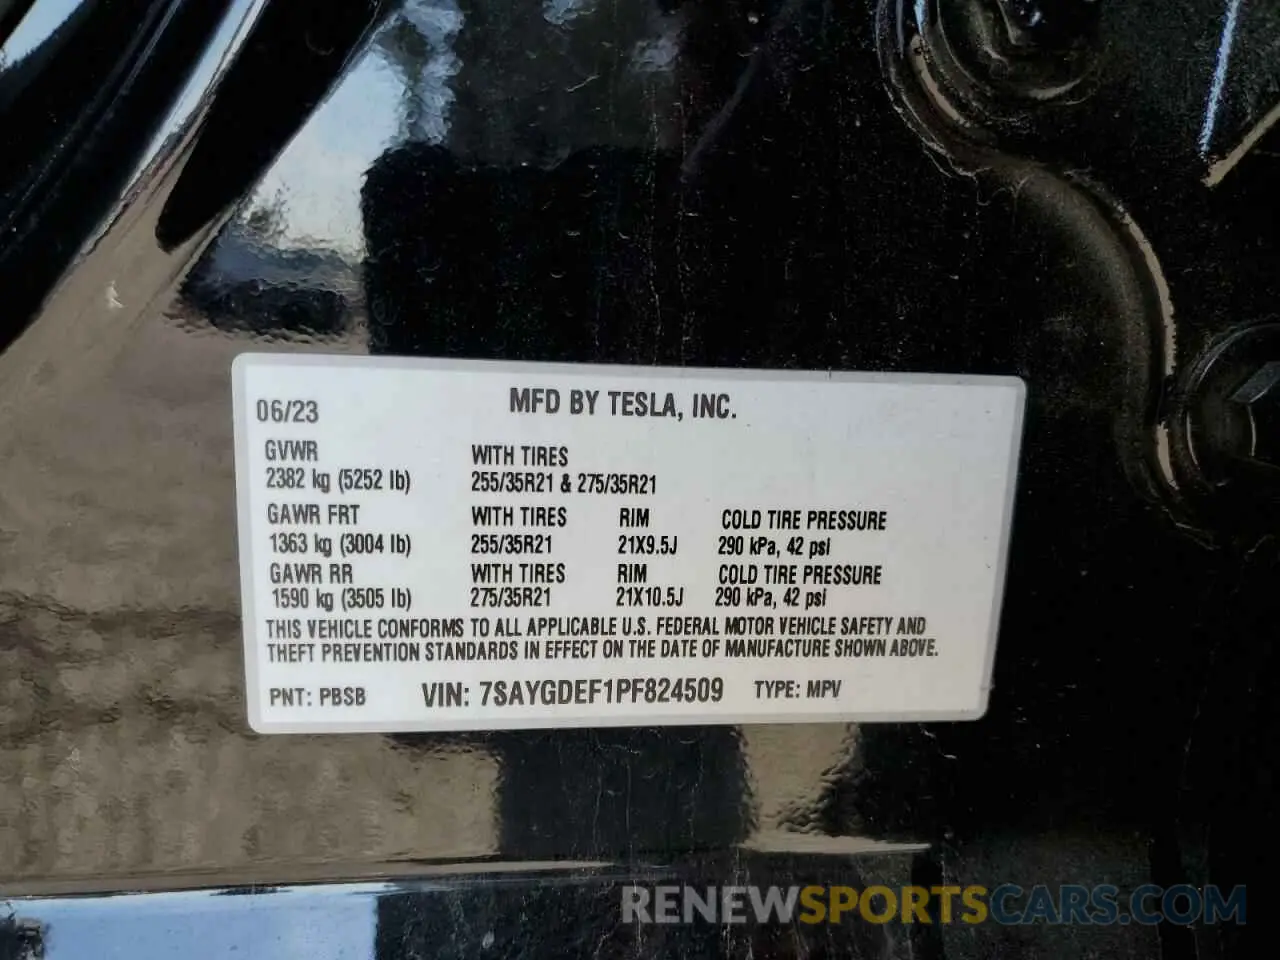 MFD BY TESLA, INC.
06/23
GVWR WITH TIRES
2382 kg (5252 lb) 255/35R21 & 275/35R21
GAWR FRT WITH TIRES RIM COLD TIRE PRESSURE
1363 kg (3004 lb) 255/35R21 21X9.5J 290 kPa, 42 psi
GAWR RR WITH TIRES RIM COLD TIRE PRESSURE
1590 kg (3505 lb) 275/35R21 21X10.5J 290 kPa, 42 psi
THIS VEHICLE CONFORMS TO ALL APPLICABLE U.S. FEDERAL MOTOR VEHICLE SAFETY AND
THEFT PREVENTION STANDARDS IN EFFECT ON THE DATE OF MANUFACTURE SHOWN ABOVE.
PNT: PBSB VIN: 7SAYGDEF1PF824509 TYPE: MPV
RENEWSPORTSCARS.COM